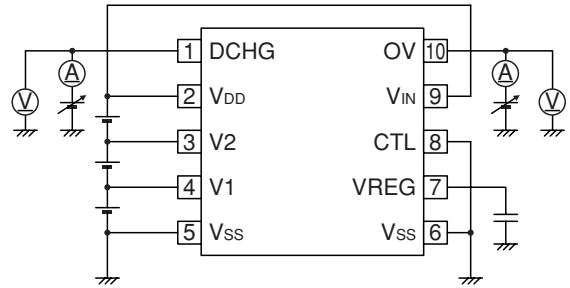 1 DCHG OV 10
A A
V 2 VDD VIN 9 V
3 V2 CTL 8
4 V1 VREG 7
5 VSS VSS 6